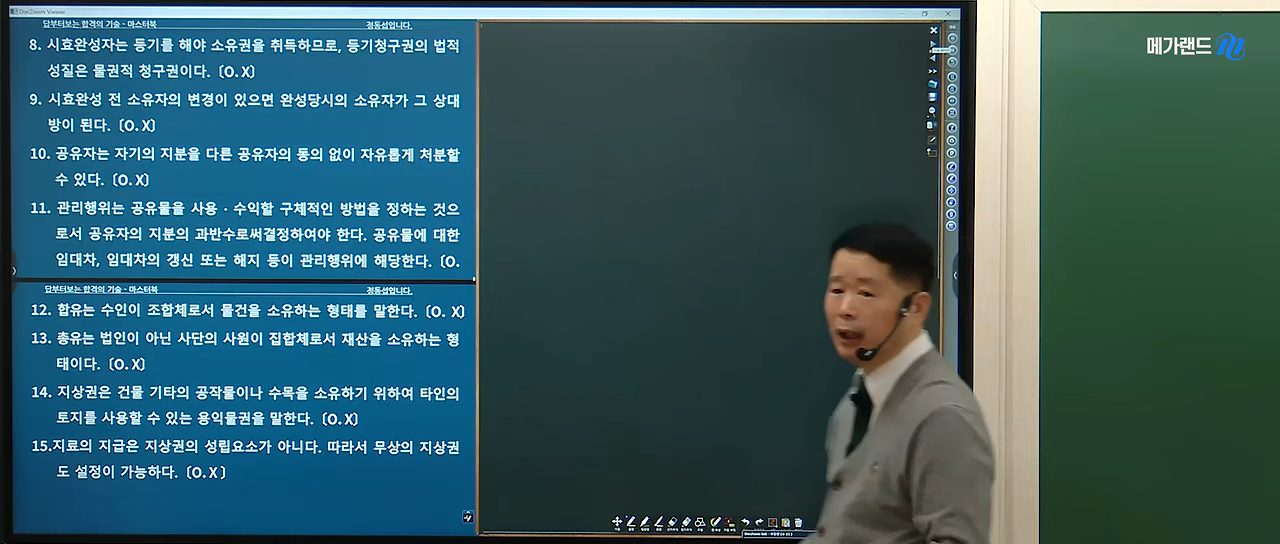 DocZoom Viewer
답부터보는 합격의 기술 - 마스터북
정동섭입니다.
8. 시효완성자는 등기를 해야 소유권을 취득하므로, 등기청구권의 법적
성질은 물권적 청구권이다. (O. X)
9. 시효완성 전 소유자의 변경이 있으면 완성당시의 소유자가 그 상대
방이 된다. (O. X)
10. 공유자는 자기의 지분을 다른 공유자의 동의 없이 자유롭게 처분할
수 있다. (O. X)
11. 관리행위는 공유물을 사용 · 수익할 구체적인 방법을 정하는 것으
로서 공유자의 지분의 과반수로써결정하여야 한다. 공유물에 대한
임대차, 임대차의 갱신 또는 해지 등이 관리행위에 해당한다. (O.
답부터보는 합격의 기술 - 마스터북
정동섭입니다.
12. 합유는 수인이 조합체로서 물건을 소유하는 형태를 말한다. (O. X)
13. 총유는 법인이 아닌 사단의 사원이 집합체로서 재산을 소유하는 형
태이다. (O. X)
14. 지상권은 건물 기타의 공작물이나 수목을 소유하기 위하여 타인의
토지를 사용할 수 있는 용익물권을 말한다. (O. X)
15.지료의 지급은 지상권의 성립요소가 아니다. 따라서 무상의 지상권
도 설정이 가능하다. (O. X )
메가랜드